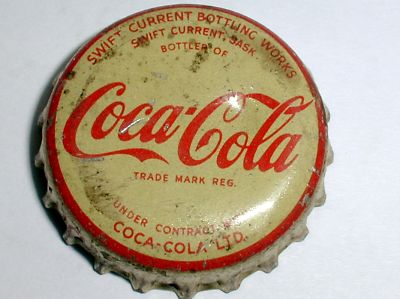 SWIFT CURRENT BOTTLING WORKS
SWIFT CURRENT, SASK
BOTTLER OF
Coca-Cola
TRADE MARK REG.
UNDER CONTRACT
COCA-COLA LTD.